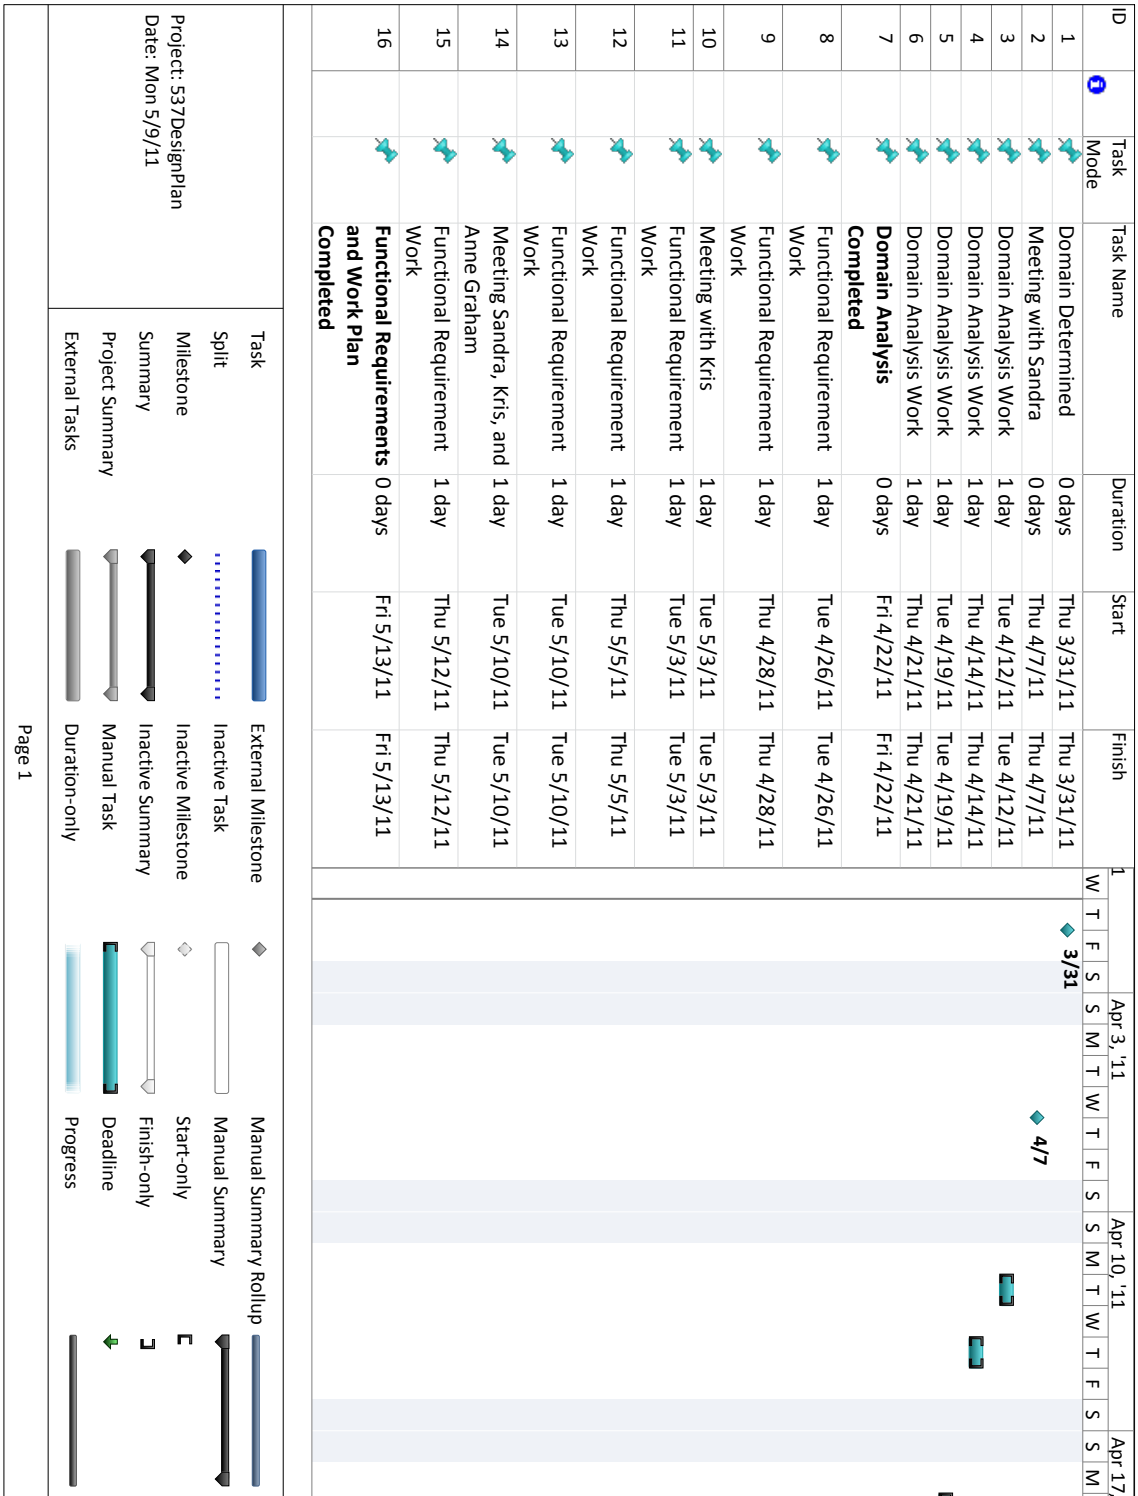 ID Task Mode Task Name Duration Start Finish
1 Apr 3, '11 Apr 10, '11 Apr 17,
W T F S S M T W T F S S M T W T F S S M
1 Domain Determined 0 days Thu 3/31/11 Thu 3/31/11 3/31
2 Meeting with Sandra 0 days Thu 4/7/11 Thu 4/7/11 4/7
3 Domain Analysis Work 1 day Tue 4/12/11 Tue 4/12/11
4 Domain Analysis Work 1 day Thu 4/14/11 Thu 4/14/11
5 Domain Analysis Work 1 day Tue 4/19/11 Tue 4/19/11
6 Domain Analysis Work 1 day Thu 4/21/11 Thu 4/21/11
7 Domain Analysis 0 days Fri 4/22/11 Fri 4/22/11
Completed
8 Functional Requirement 1 day Tue 4/26/11 Tue 4/26/11
Work
9 Functional Requirement 1 day Thu 4/28/11 Thu 4/28/11
Work
10 Meeting with Kris 1 day Tue 5/3/11 Tue 5/3/11
11 Functional Requirement 1 day Tue 5/3/11 Tue 5/3/11
Work
12 Functional Requirement 1 day Thu 5/5/11 Thu 5/5/11
Work
13 Functional Requirement 1 day Tue 5/10/11 Tue 5/10/11
Work
14 Meeting Sandra, Kris, and 1 day Tue 5/10/11 Tue 5/10/11
Anne Graham
15 Functional Requirement 1 day Thu 5/12/11 Thu 5/12/11
Work
16 Functional Requirements 0 days Fri 5/13/11 Fri 5/13/11
and Work Plan
Completed
Project: 537DesignPlan
Date: Mon 5/9/11
Task External Milestone Manual Summary Rollup
Split Inactive Task Manual Summary
Milestone Inactive Milestone Start-only
Summary Inactive Summary Finish-only
Project Summary Manual Task Deadline
External Tasks Duration-only Progress
Page 1